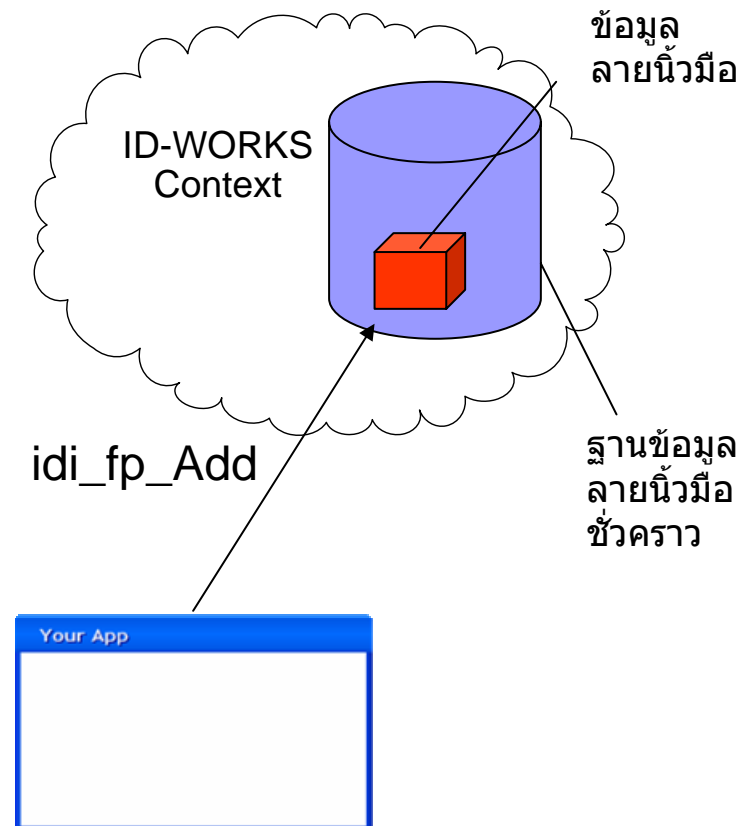 ข้อมูล
ลายนิ้วมือ
ID-WORKS
Context
idi_fp_Add
ฐานข้อมูล
ลายนิ้วมือ
ชั่วคราว
Your App